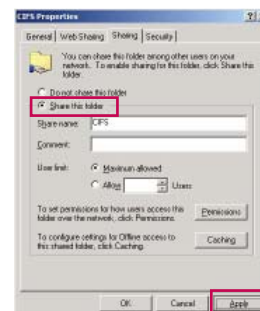 CIFS Properties
General Web Sharing Sharing Security
You can share this folder among other users on your
network. To enable sharing for this folder, click Share this
folder.
Do not share this folder
Share this folder
Share name: CIFS
Comment:
User limit: Maximum allowed
Allow Users
To set permissions for how users access this
folder over the network, click Permissions.
Permissions
To configure settings for Offline access to
this shared folder, click Caching.
Caching
OK Cancel Apply